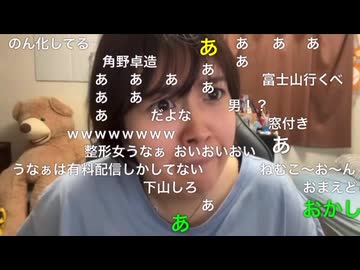 のん化してる
あ
あ
あ
あ
角野卓造
あ
あ
あ
あ
あ
あ
富士山行くべ
あ
あ
あ
男！？
あ
だよな
窓付き
ｗｗｗｗｗｗｗｗｗ
あ
整形女うなぁ
おいおいおい
うなぁは有料配信しかしてない
ねむこ～お～ん
下山しろ
おまえと
あ
おかし
あ